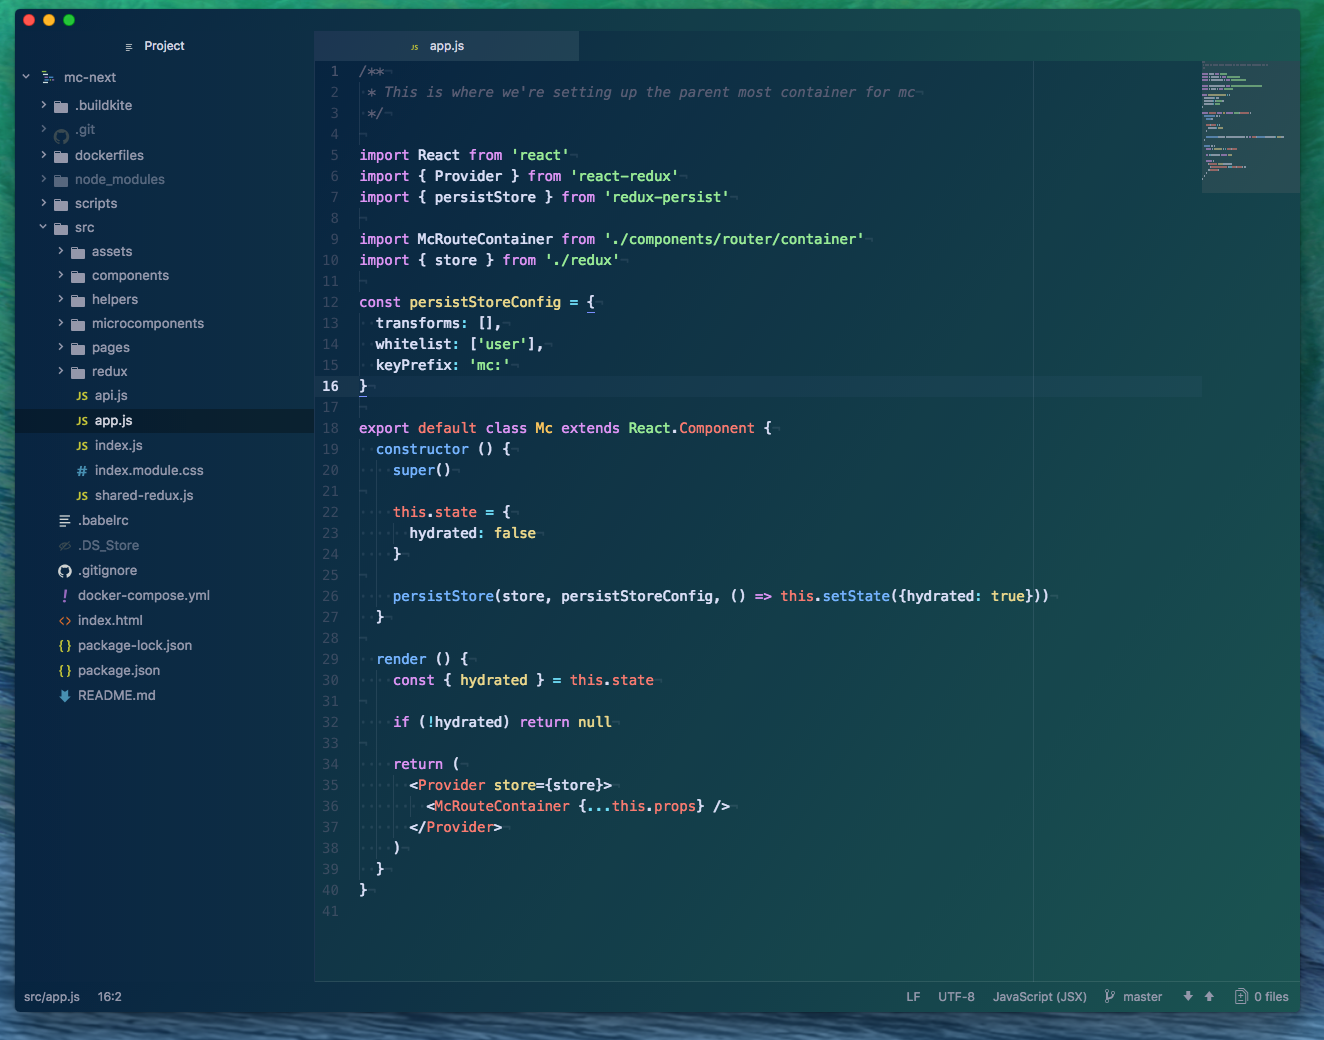 Project
mc-next
.buildkite
.git
dockerfiles
node_modules
scripts
src
assets
components
helpers
microcomponents
pages
redux
JS api.js
JS app.js
JS index.js
# index.module.css
JS shared-redux.js
.babelrc
.DS_Store
.gitignore
! docker-compose.yml
<> index.html
{} package-lock.json
{} package.json
README.md
JS app.js
1 /**
2  * This is where we're setting up the parent most container for mc
3  */
4
5 import React from 'react'
6 import { Provider } from 'react-redux'
7 import { persistStore } from 'redux-persist'
8
9 import McRouteContainer from './components/router/container'
10 import { store } from './redux'
11
12 const persistStoreConfig = {
13   transforms: [],
14   whitelist: ['user'],
15   keyPrefix: 'mc:'
16 }
17
18 export default class Mc extends React.Component {
19   constructor () {
20     super()
21
22     this.state = {
23       hydrated: false
24     }
25
26     persistStore(store, persistStoreConfig, () => this.setState({hydrated: true}))
27   }
28
29   render () {
30     const { hydrated } = this.state
31
32     if (!hydrated) return null
33
34     return (
35       <Provider store={store}>
36         <McRouteContainer {...this.props} />
37       </Provider>
38     )
39   }
40 }
41
src/app.js 16:2 LF UTF-8 JavaScript (JSX) master 0 files